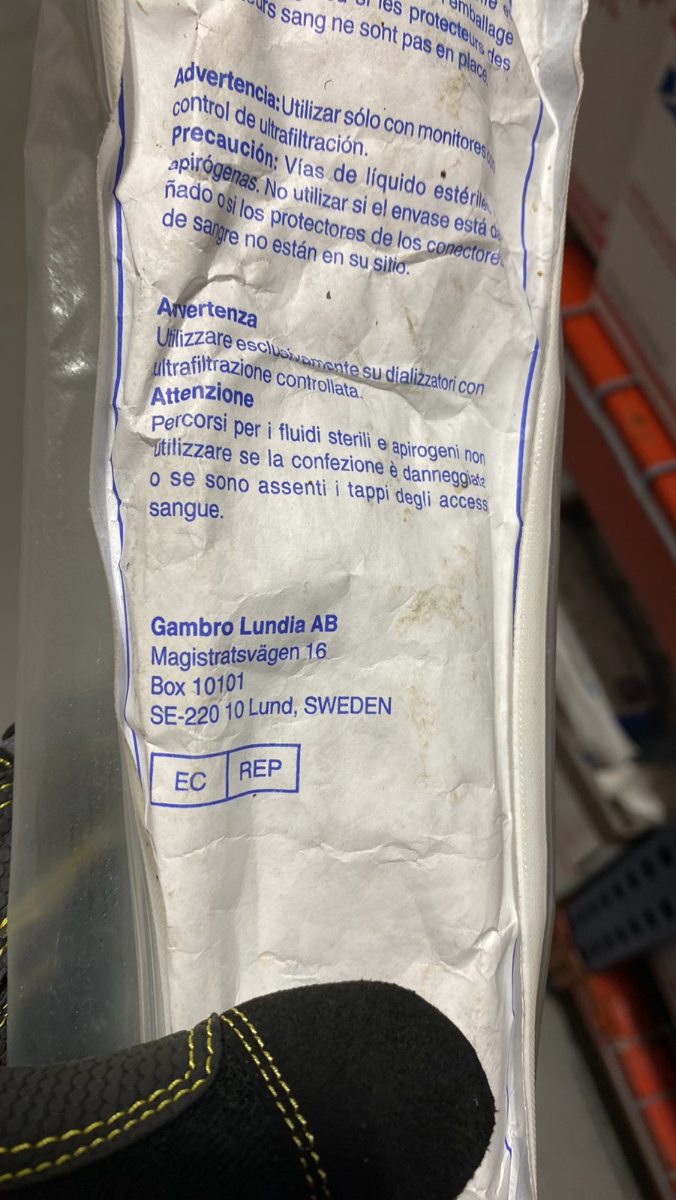 emballage
si les protecteurs des
urs sang ne sont pas en place.
Advertencia: Utilizar sólo con monitores
control de ultrafiltración.
Precaución: Vías de líquido
apirógenas. No utilizar si el envase está
ñado o si los protectores de los conectores
de sangre no están en su sitio.
Avvertenza
Utilizzare esclusivamente su dializzatori con
ultrafiltrazione controllata.
Attenzione
Percorsi per i fluidi sterili e apirogeni non
utilizzare se la confezione è danneggiata
o se sono assenti i tappi degli access
sangue.
Gambro Lundia AB
Magistratsvägen 16
Box 10101
SE-220 10 Lund, SWEDEN
EC REP